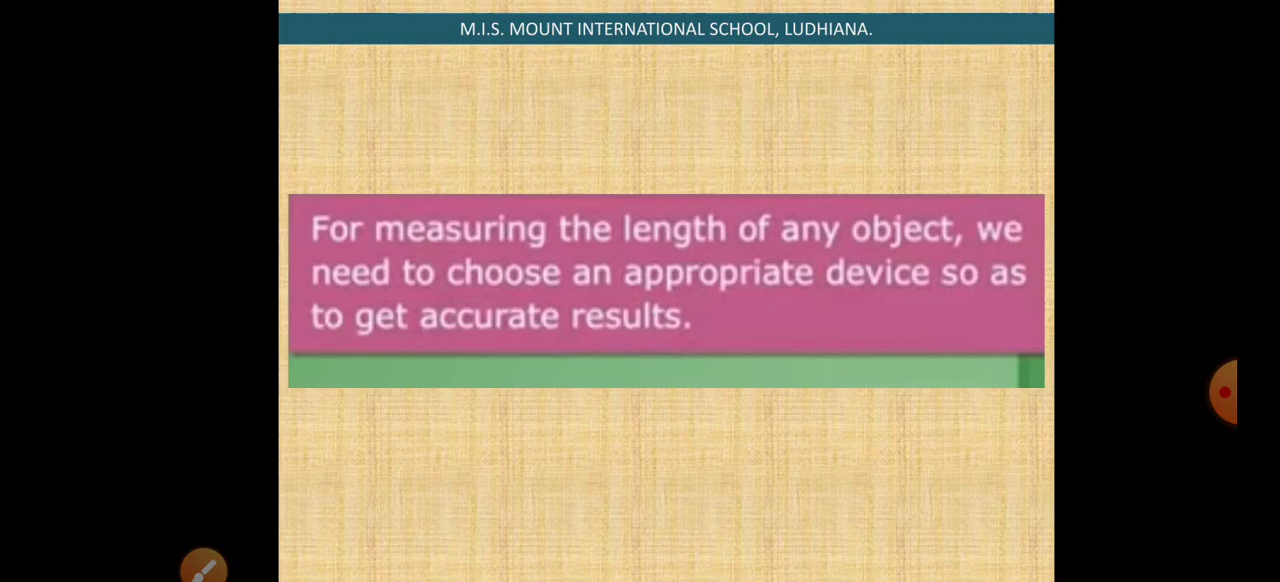 M.I.S. MOUNT INTERNATIONAL SCHOOL, LUDHIANA.
For measuring the length of any object, we
need to choose an appropriate device so as
to get accurate results.